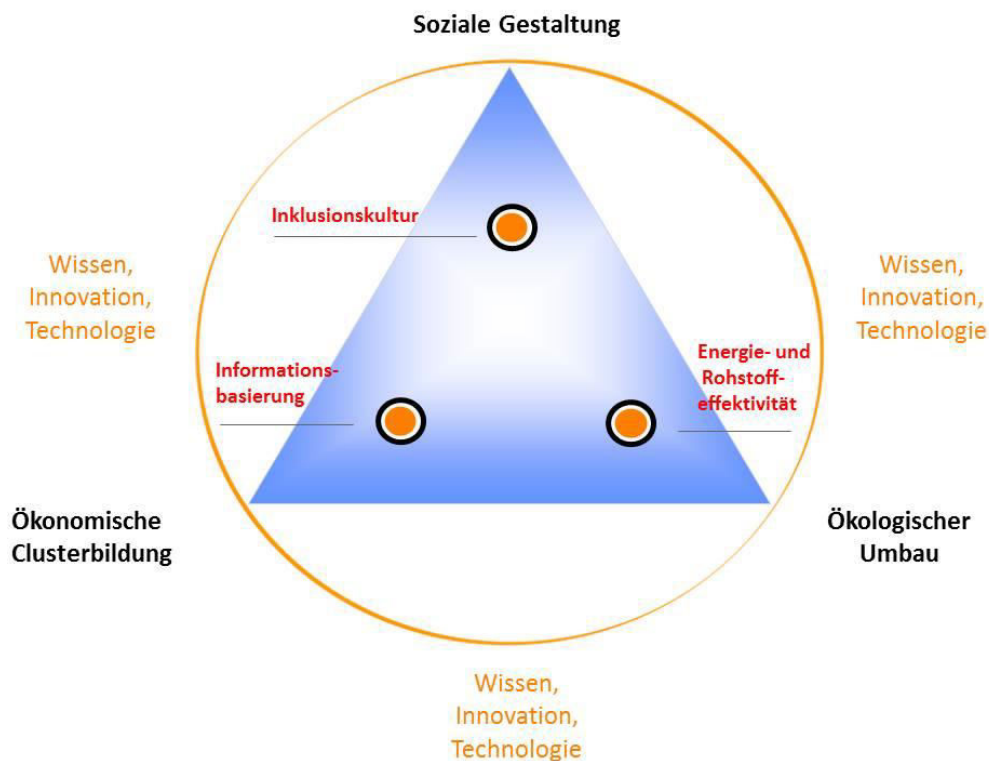 Soziale Gestaltung
Inklusionskultur
Wissen,
Innovation,
Technologie
Wissen,
Innovation,
Technologie
Informations-
basierung
Energie- und
Rohstoff-
effektivität
Ökonomische
Clusterbildung
Ökologischer
Umbau
Wissen,
Innovation,
Technologie